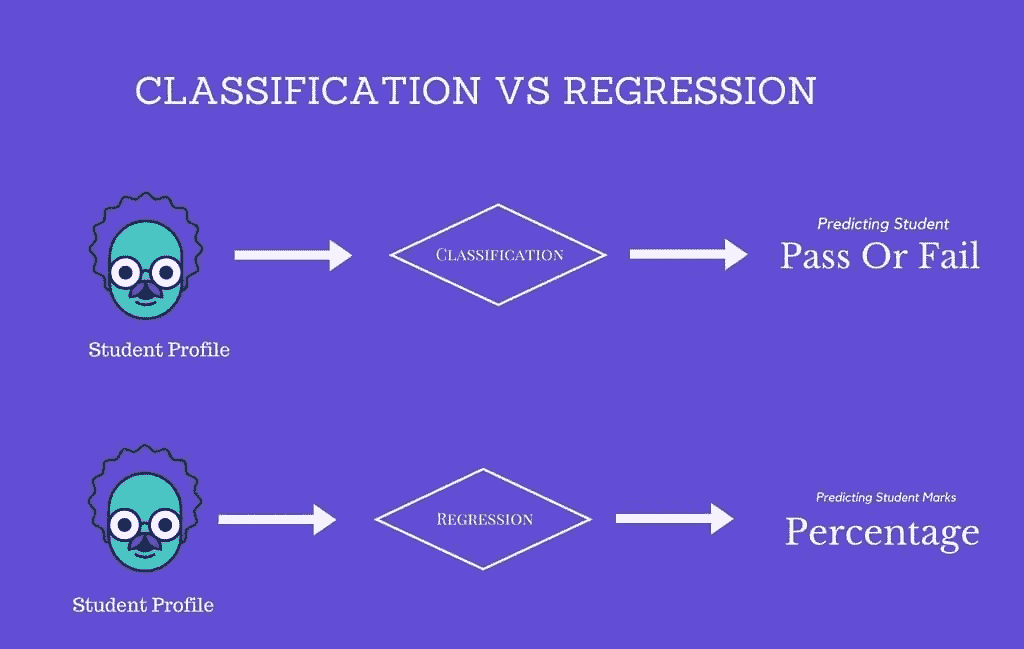 CLASSIFICATION VS REGRESSION
Student Profile
Classification
Predicting Student
Pass Or Fail
Student Profile
Regression
Predicting Student Marks
Percentage